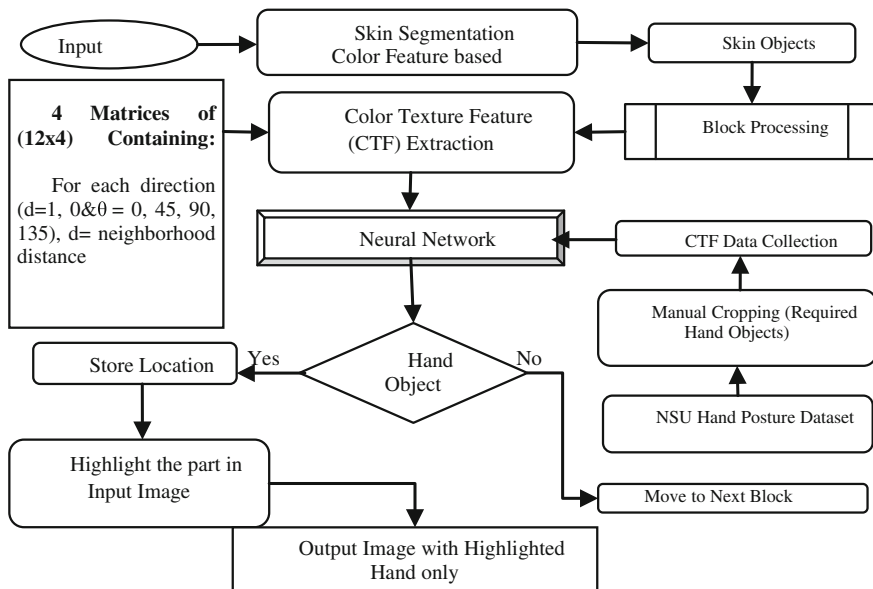 Input
Skin Segmentation
Color Feature based
Skin Objects
4 Matrices of
(12x4) Containing:
For each direction
(d=1, 0&θ = 0, 45, 90,
135), d= neighborhood
distance
Color Texture Feature
(CTF) Extraction
Block Processing
Neural Network
CTF Data Collection
Manual Cropping (Required
Hand Objects)
NSU Hand Posture Dataset
Hand
Object
Yes
No
Store Location
Highlight the part in
Input Image
Move to Next Block
Output Image with Highlighted
Hand only